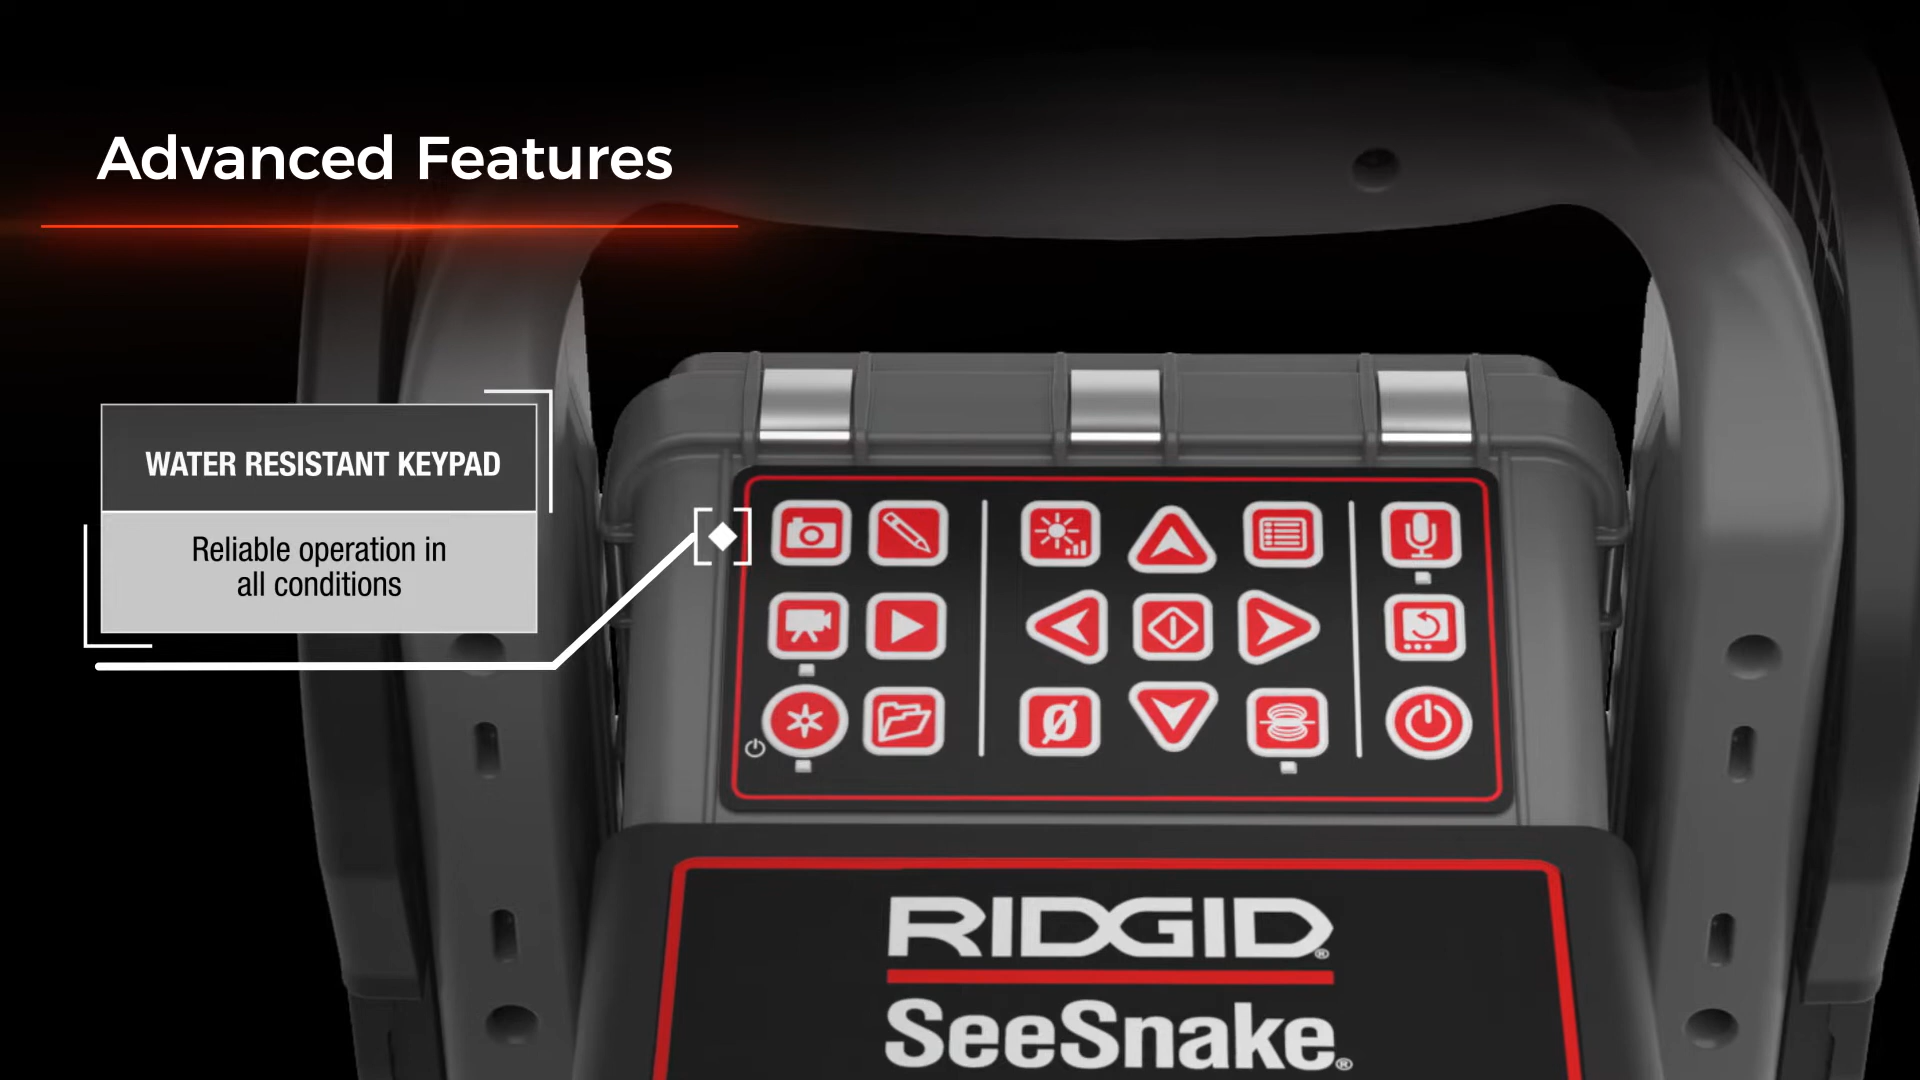 Advanced Features
WATER RESISTANT KEYPAD
Reliable operation in
all conditions
RIDGID®
SeeSnake®